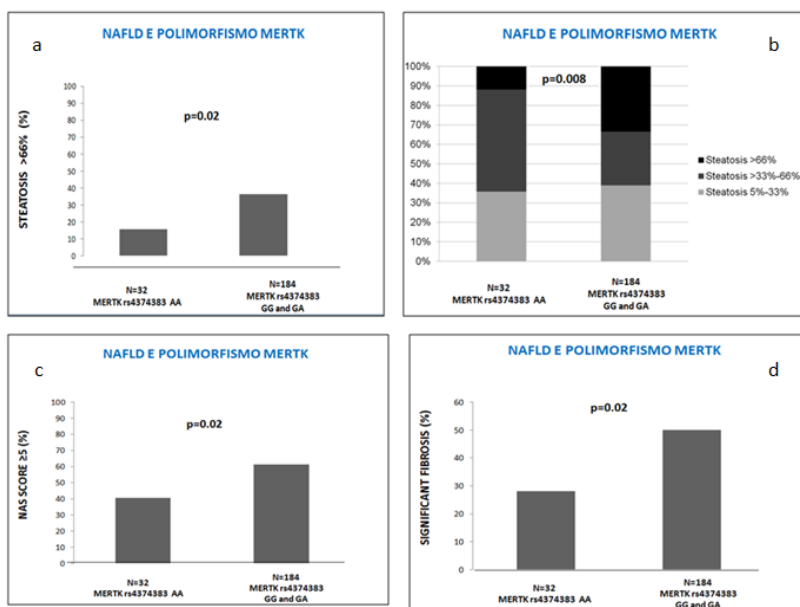 a
NAFLD E POLIMORFISMO MERTK
STEATOSIS >66% (%)
100
90
80
70
60
50
40
30
20
10
0
p=0.02
N=32
MERTK rs4374383 AA
N=184
MERTK rs4374383
GG and GA
NAFLD E POLIMORFISMO MERTK
b
100%
90%
80%
70%
60%
50%
40%
30%
20%
10%
0%
p=0.008
Steatosis >66%
Steatosis >33%-66%
Steatosis 5%-33%
N=32
MERTK rs4374383 AA
N=184
MERTK rs4374383
GG and GA
NAFLD E POLIMORFISMO MERTK
c
NAS SCORE ≥5 (%)
100
90
80
70
60
50
40
30
20
10
0
p=0.02
N=32
MERTK rs4374383 AA
N=184
MERTK rs4374383
GG and GA
NAFLD E POLIMORFISMO MERTK
d
SIGNIFICANT FIBROSIS (%)
60
50
40
30
20
10
0
p=0.02
N=32
MERTK rs4374383 AA
N=184
MERTK rs4374383
GG and GA